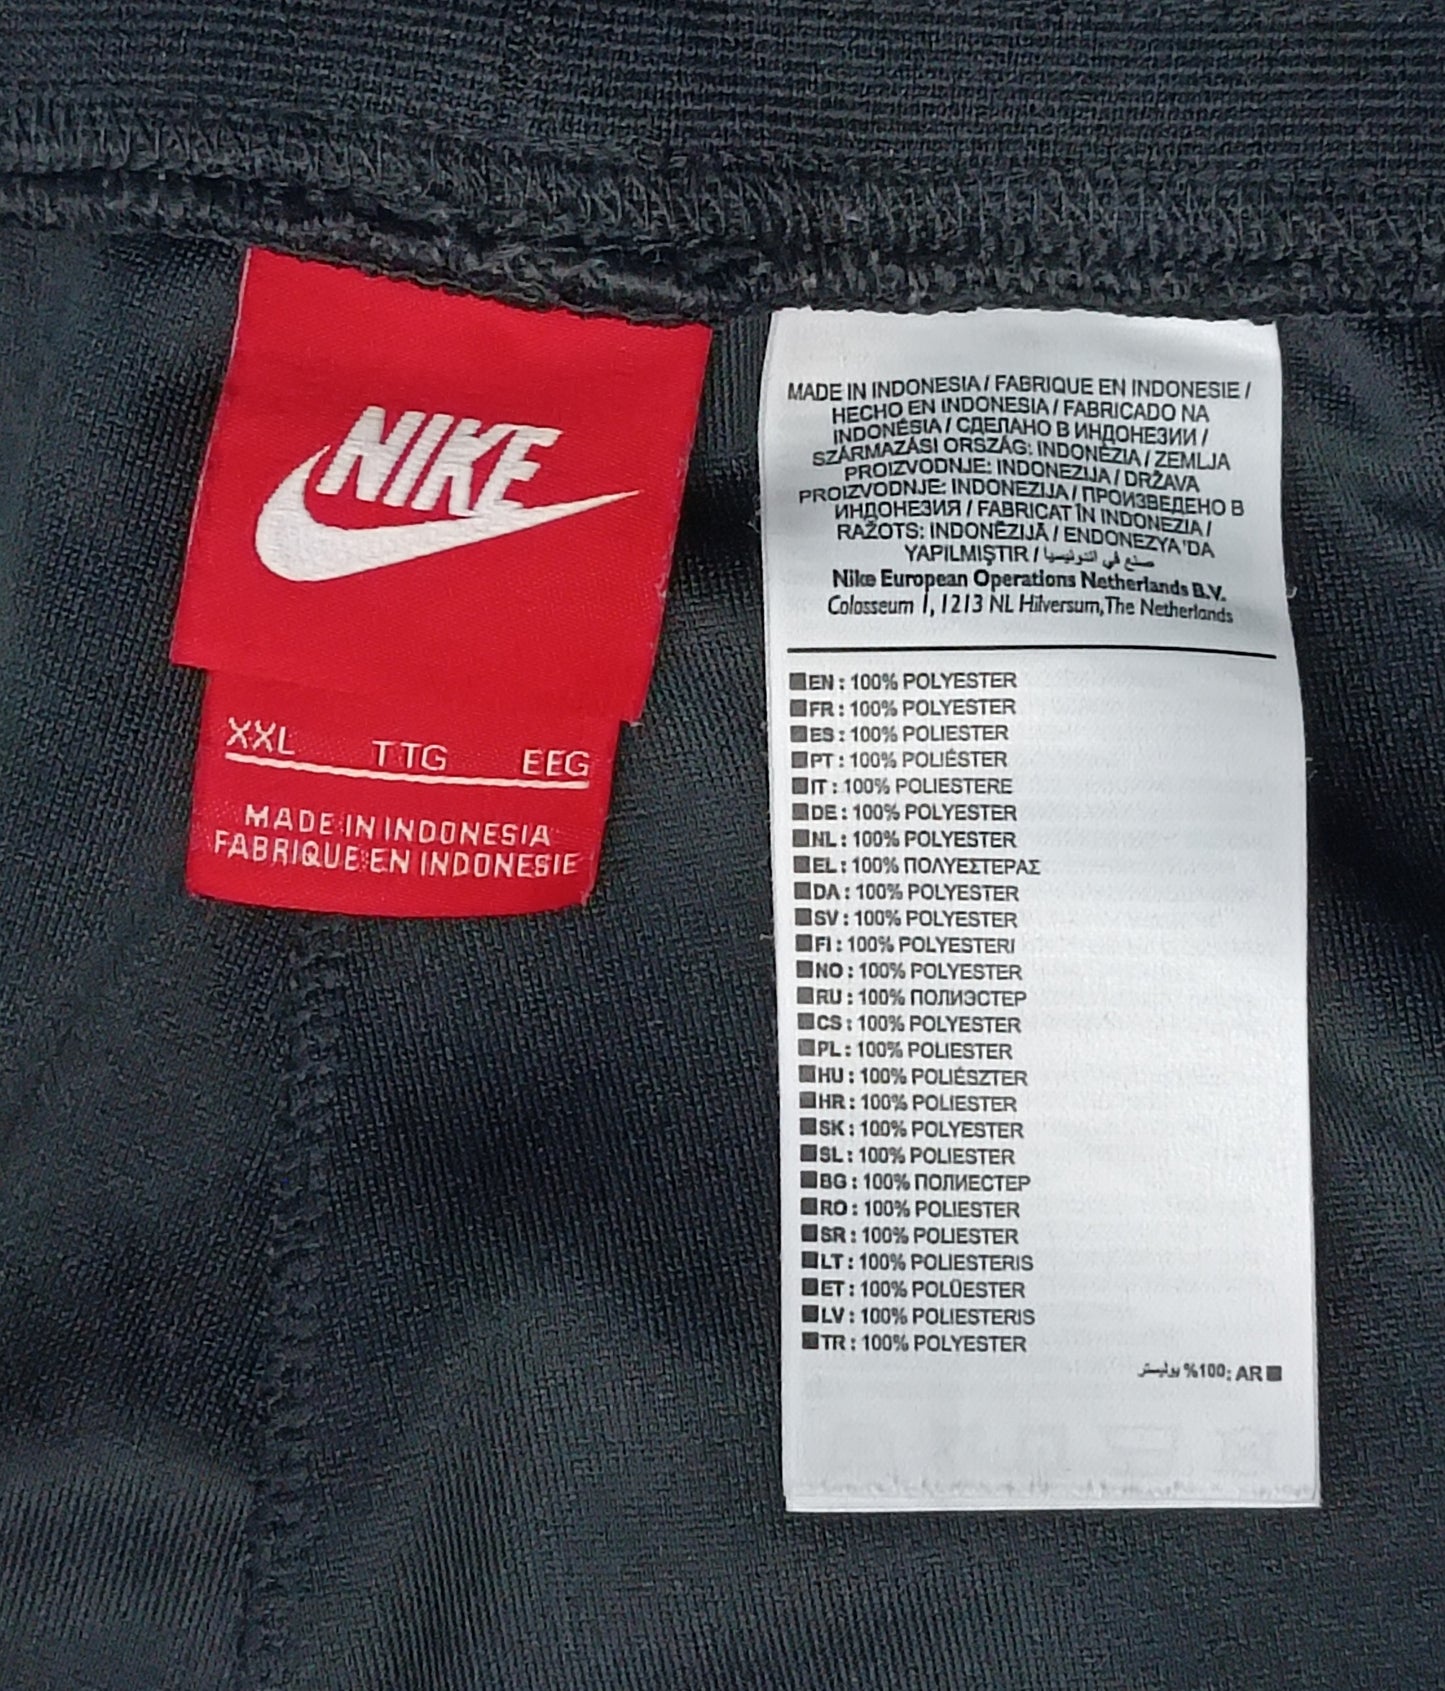 NIKE
XXL TTG EEG
MADE IN INDONESIA
FABRIQUE EN INDONESIE
MADE IN INDONESIA / FABRIQUE EN INDONESIE /
HECHO EN INDONESIA / FABRICADO NA
INDONÉSIA / СДЕЛАНО В ИНДОНЕЗИИ /
SZÁRMAZÁSI ORSZÁG: INDONÉZIA / ZEMLJA
PROIZVODNJE: INDONEZIJA / DRŽAVA
PROIZVODNJE: INDONEZIJA / ПРОИЗВЕДЕНО В
ИНДОНЕЗИЯ / FABRICAT ÎN INDONEZIA /
RAŽOTS: INDONĒZIJĀ / ENDONEZYA'DA
YAPILMIŞTIR / صنع في اندونيسيا
Nike European Operations Netherlands B.V.
Colosseum 1, 1213 NL Hilversum, The Netherlands
EN : 100% POLYESTER
FR : 100% POLYESTER
ES : 100% POLIESTER
PT : 100% POLIÉSTER
IT : 100% POLIESTERE
DE : 100% POLYESTER
NL : 100% POLYESTER
EL : 100% ΠΟΛΥΕΣΤΕΡΑΣ
DA : 100% POLYESTER
SV : 100% POLYESTER
FI : 100% POLYESTERI
NO : 100% POLYESTER
RU : 100% ПОЛИЭСТЕР
CS : 100% POLYESTER
PL : 100% POLIESTER
HU : 100% POLIÉSZTER
HR : 100% POLIESTER
SK : 100% POLYESTER
SL : 100% POLIESTER
BG : 100% ПОЛИЕСТЕР
RO : 100% POLIESTER
SR : 100% POLIESTER
LT : 100% POLIESTERIS
ET : 100% POLÜESTER
LV : 100% POLIESTERIS
TR : 100% POLYESTER
AR :100% بوليستر